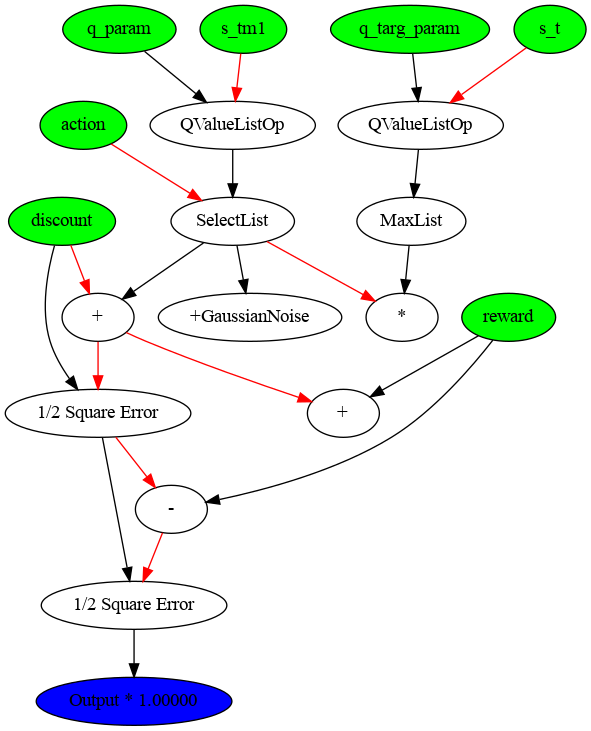 q_param
s_tm1
q_targ_param
s_t
action
QValueListOp
QValueListOp
discount
SelectList
MaxList
+
+GaussianNoise
*
reward
1/2 Square Error
+
-
1/2 Square Error
Output * 1.00000